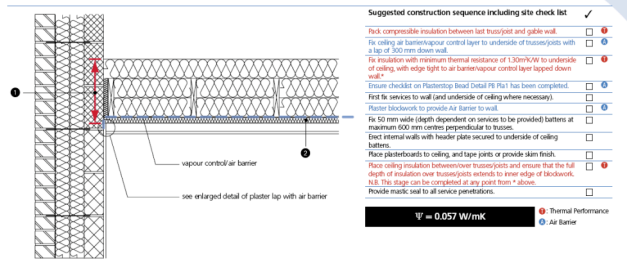 Suggested construction sequence including site check list ✓
Pack compressible insulation between last truss/joist and gable wall. T
Fix ceiling air barrier/vapour control layer to underside of trusses/joists with A
a lap of 300 mm down wall.
Fix insulation with minimum thermal resistance of 1.30m²K/W to underside T
of ceiling, with edge tight to air barrier/vapour control layer lapped down
wall.*
Ensure checklist on Plasterstop Bead Detail PB Pla1 has been completed. A
First fix services to wall (and underside of ceiling where necessary).
Plaster blockwork to provide Air Barrier to wall. A
Fix 50 mm wide (depth dependent on services to be provided) battens at
maximum 600 mm centres perpendicular to trusses.
Erect internal walls with header plate secured to underside of ceiling
battens.
Place plasterboards to ceiling, and tape joints or provide skim finish.
Place ceiling insulation between/over trusses/joists and ensure that the full T
depth of insulation over trusses/joists extends to inner edge of blockwork.
N.B. This stage can be completed at any point from * above.
Provide mastic seal to all service penetrations.
Ψ = 0.057 W/mK
T: Thermal Performance
A: Air Barrier
1
2
vapour control/air barrier
see enlarged detail of plaster lap with air barrier